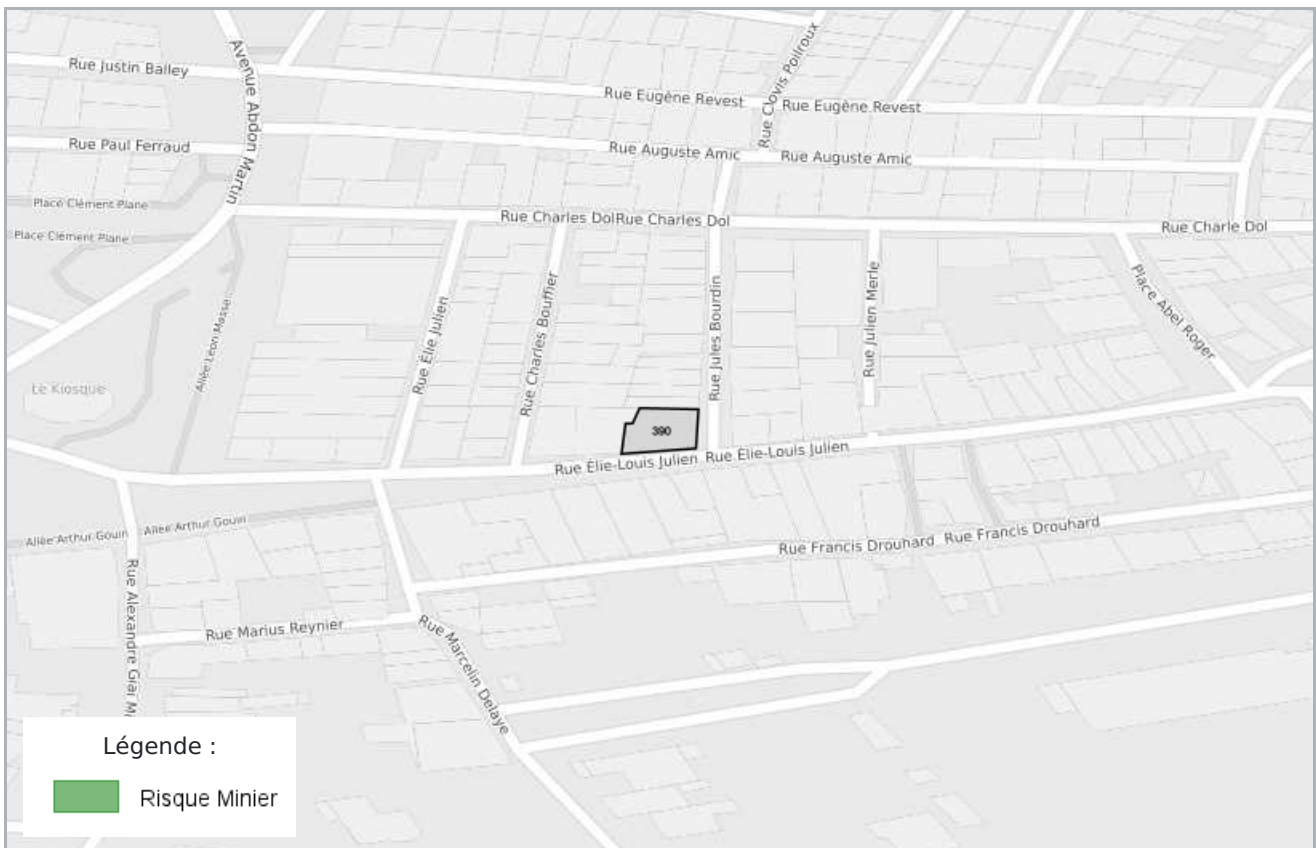 Rue Justin Balley
Avenue Abdon Martin
Rue Eugène Revest
Rue Clovis Poilroux
Rue Eugène Revest
Rue Paul Ferraud
Rue Auguste Amic
Rue Auguste Amic
Place Clément Plane
Place Clément Plane
Rue Charles Dol
Rue Charles Dol
Rue Charle Dol
Place Abel Roger
Rue Julien Merle
Rue Jules Bourdin
Rue Charles Bouffier
Rue Élie Julien
Allée Léon Masse
Le Kiosque
390
Rue Élie-Louis Julien
Rue Élie-Louis Julien
Allée Arthur Gouin
Allée Arthur Gouin
Rue Francis Drouhard
Rue Francis Drouhard
Rue Alexandre Giai
Rue Marius Reynier
Rue Marcelin Delaye
Légende :
Risque Minier